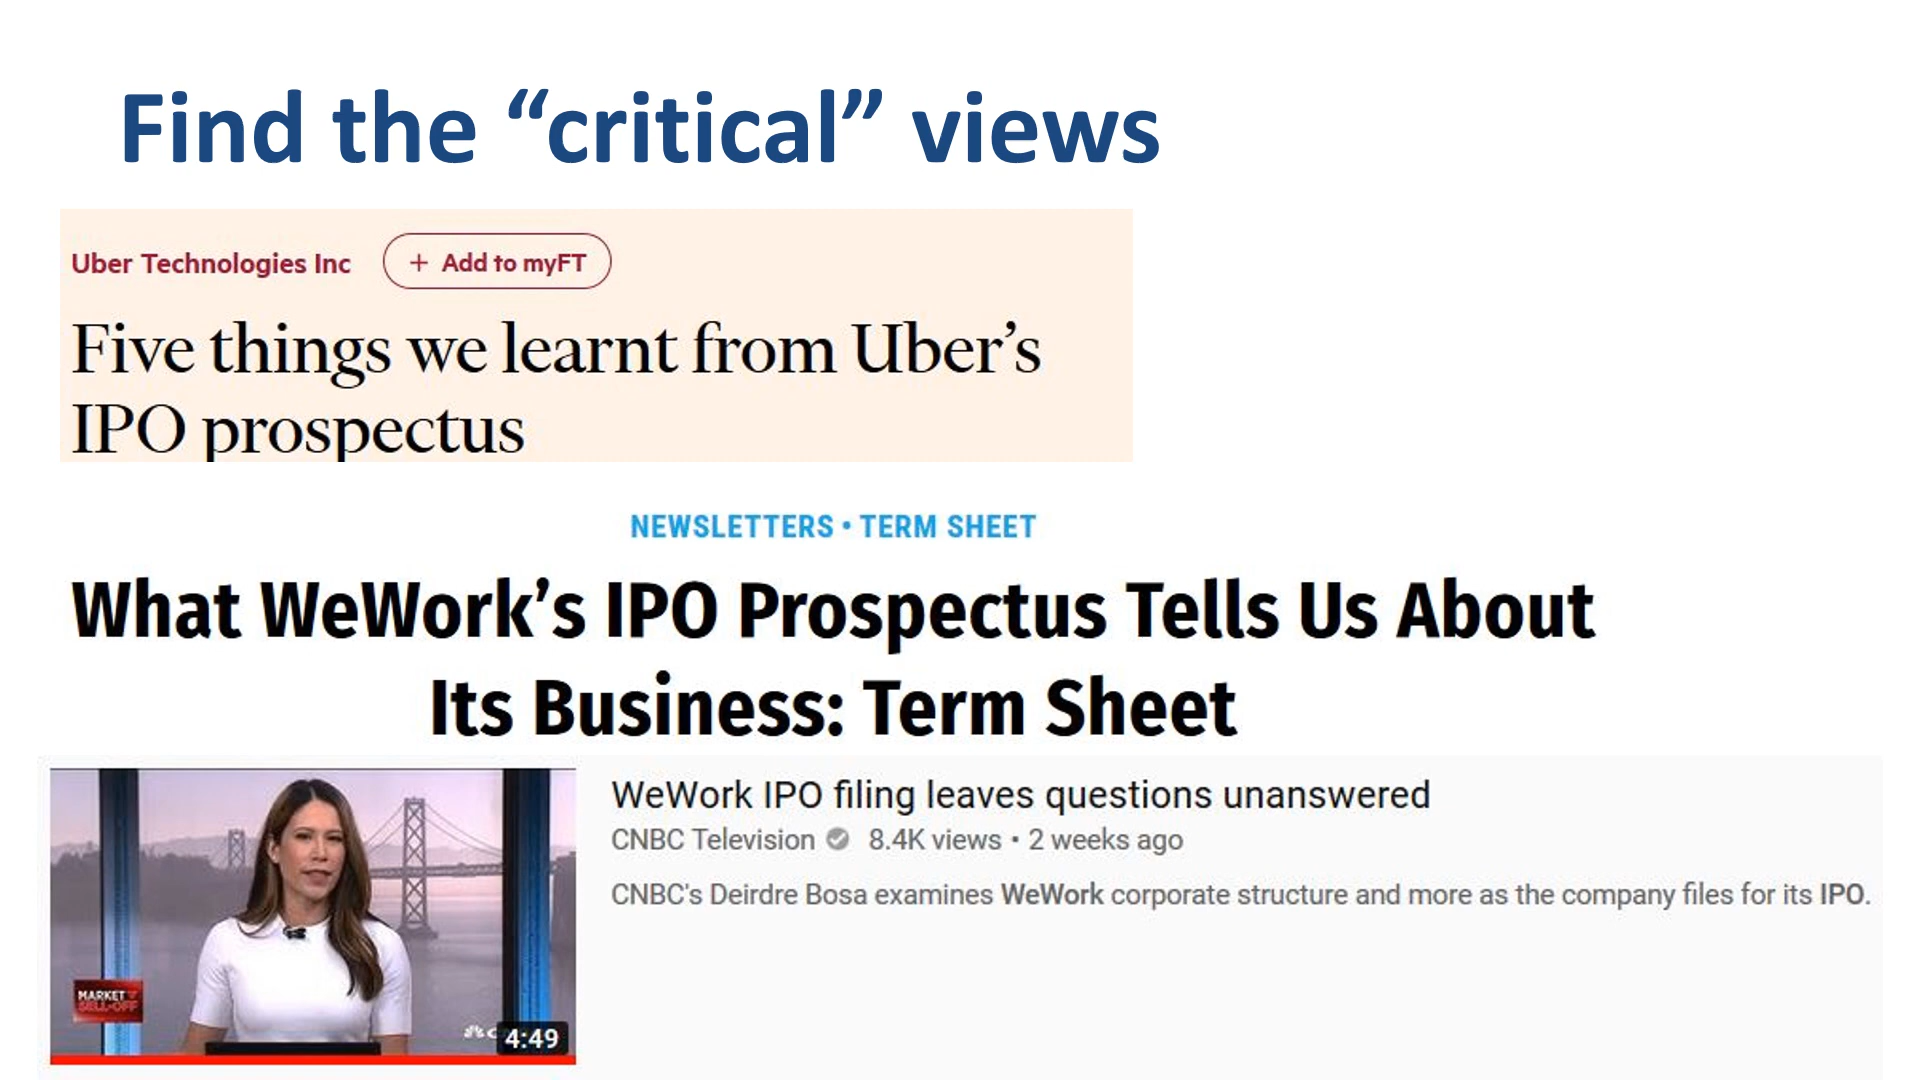 Find the “critical” views
Uber Technologies Inc + Add to myFT
Five things we learnt from Uber’s
IPO prospectus
NEWSLETTERS • TERM SHEET
What WeWork’s IPO Prospectus Tells Us About
Its Business: Term Sheet
WeWork IPO filing leaves questions unanswered
CNBC Television 8.4K views • 2 weeks ago
CNBC's Deirdre Bosa examines WeWork corporate structure and more as the company files for its IPO.
MARKET
SELL-OFF
4:49